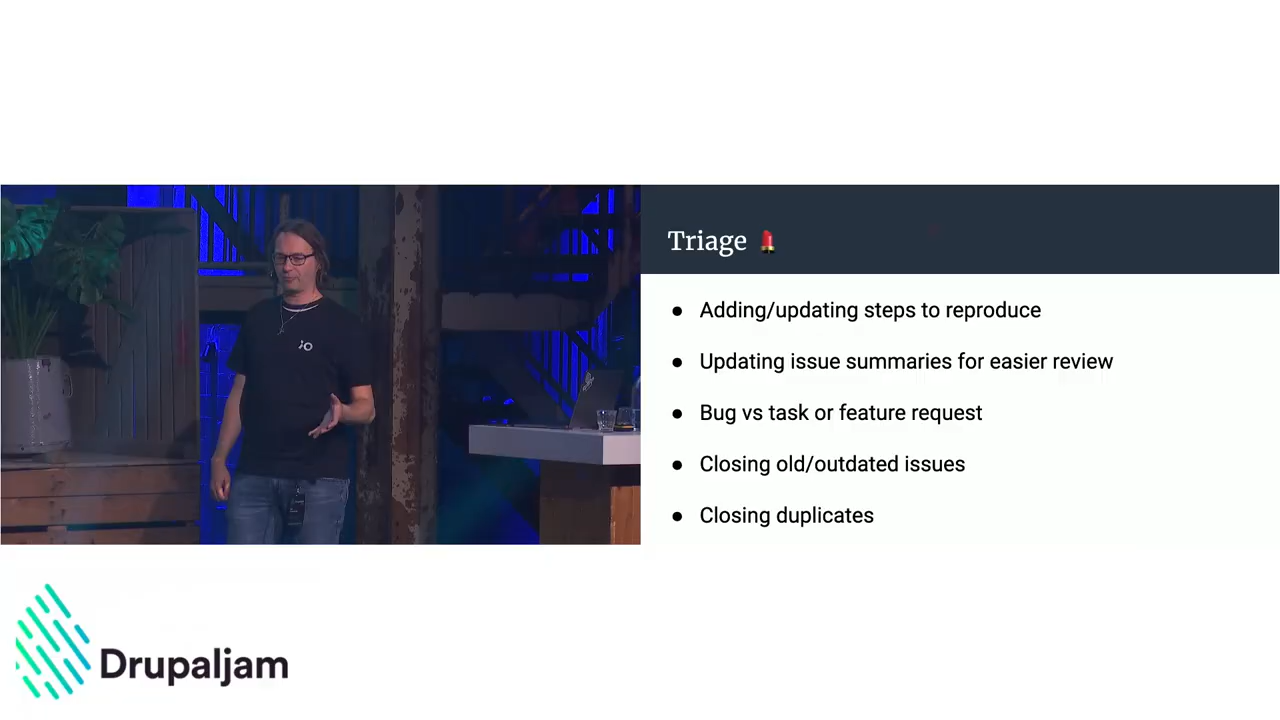 Triage 🚨
● Adding/updating steps to reproduce
● Updating issue summaries for easier review
● Bug vs task or feature request
● Closing old/outdated issues
● Closing duplicates
Drupaljam